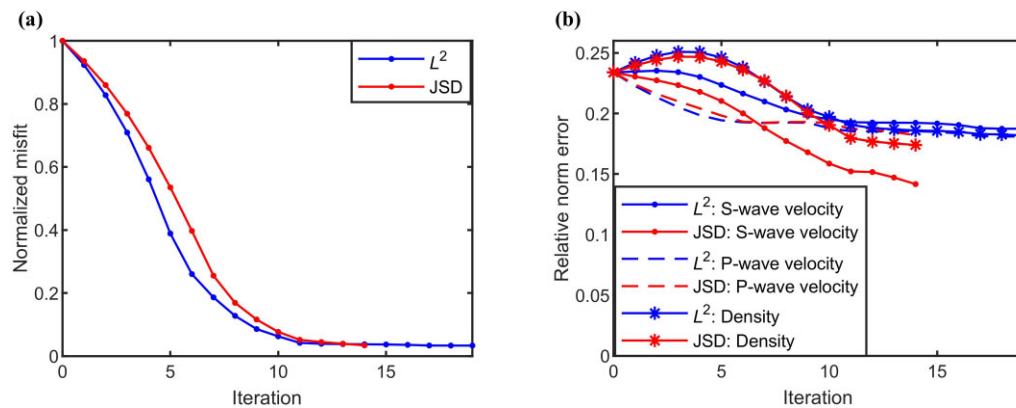 (a)
1
0.8
0.6
0.4
0.2
0
Normalized misfit
L²
JSD
0 5 10 15
Iteration
(b)
0.25
0.2
0.15
0.1
0.05
0
Relative norm error
L²: S-wave velocity
JSD: S-wave velocity
L²: P-wave velocity
JSD: P-wave velocity
L²: Density
JSD: Density
0 5 10 15
Iteration